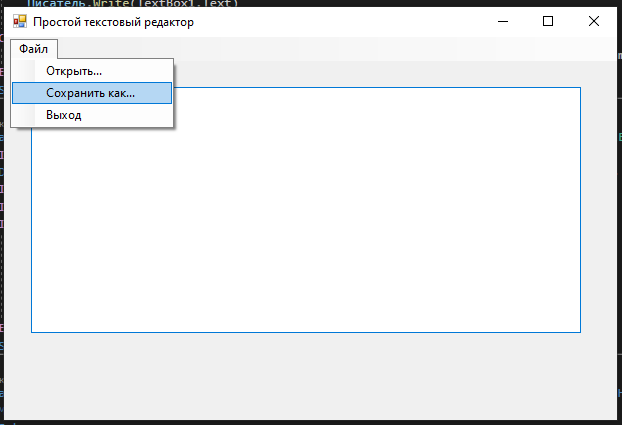 Писатель.Write(TextBox1.Text)
Простой текстовый редактор
Файл
Открыть...
Сохранить как...
Выход